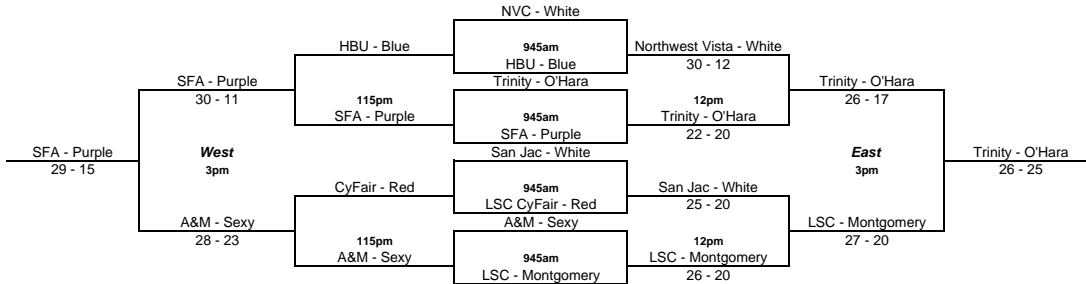 NVC - White
HBU - Blue 945am Northwest Vista - White
HBU - Blue 30 - 12
SFA - Purple Trinity - O'Hara Trinity - O'Hara
30 - 11 115pm 945am 12pm 26 - 17
SFA - Purple SFA - Purple Trinity - O'Hara
22 - 20
SFA - Purple West San Jac - White East Trinity - O'Hara
29 - 15 3pm 3pm 26 - 25
CyFair - Red 945am San Jac - White
LSC CyFair - Red 25 - 20
A&M - Sexy A&M - Sexy LSC - Montgomery
28 - 23 115pm 12pm 27 - 20
A&M - Sexy 945am LSC - Montgomery
LSC - Montgomery 26 - 20